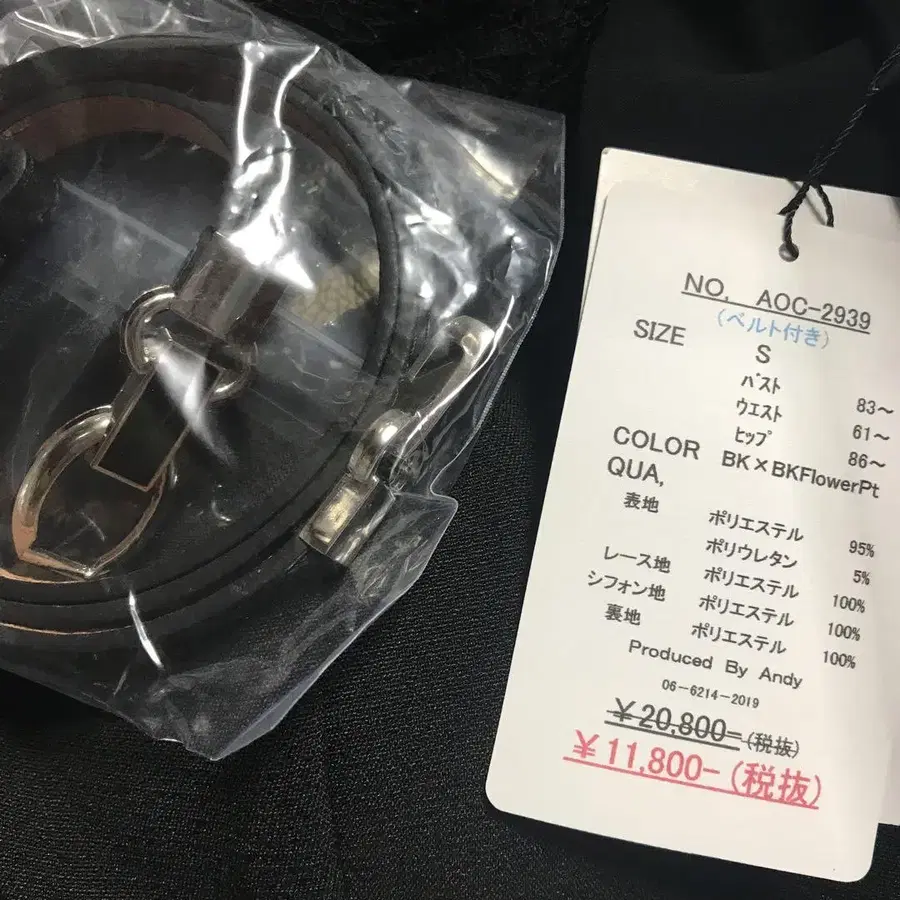 NO, AOC-2939
(ベルト付き)
SIZE S
バスト 83～
ウエスト 61～
ヒップ 86～
COLOR BK×BKFlowerPt
QUA,
表地 ポリエステル 95%
ポリウレタン 5%
レース地 ポリエステル 100%
シフォン地 ポリエステル 100%
裏地 ポリエステル 100%
Produced By Andy
06-6214-2019
￥20,800-(税抜)
￥11,800-(税抜)